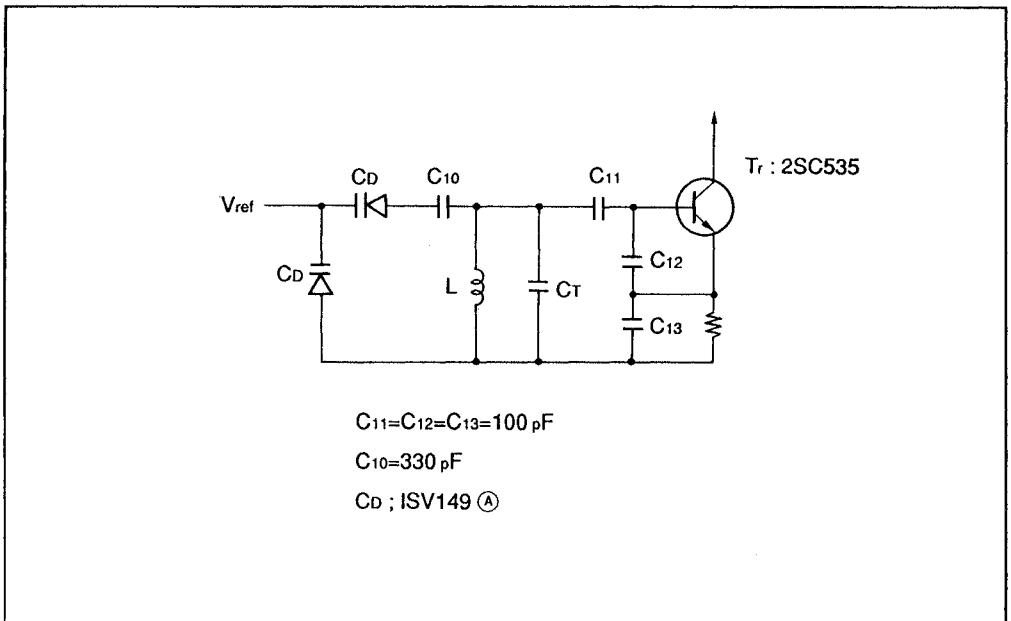 Tr : 2SC535
CD
C10
C11
Vref
CD
L
CT
C12
C13
C11=C12=C13=100 pF
C10=330 pF
CD ; ISV149 Ⓐ